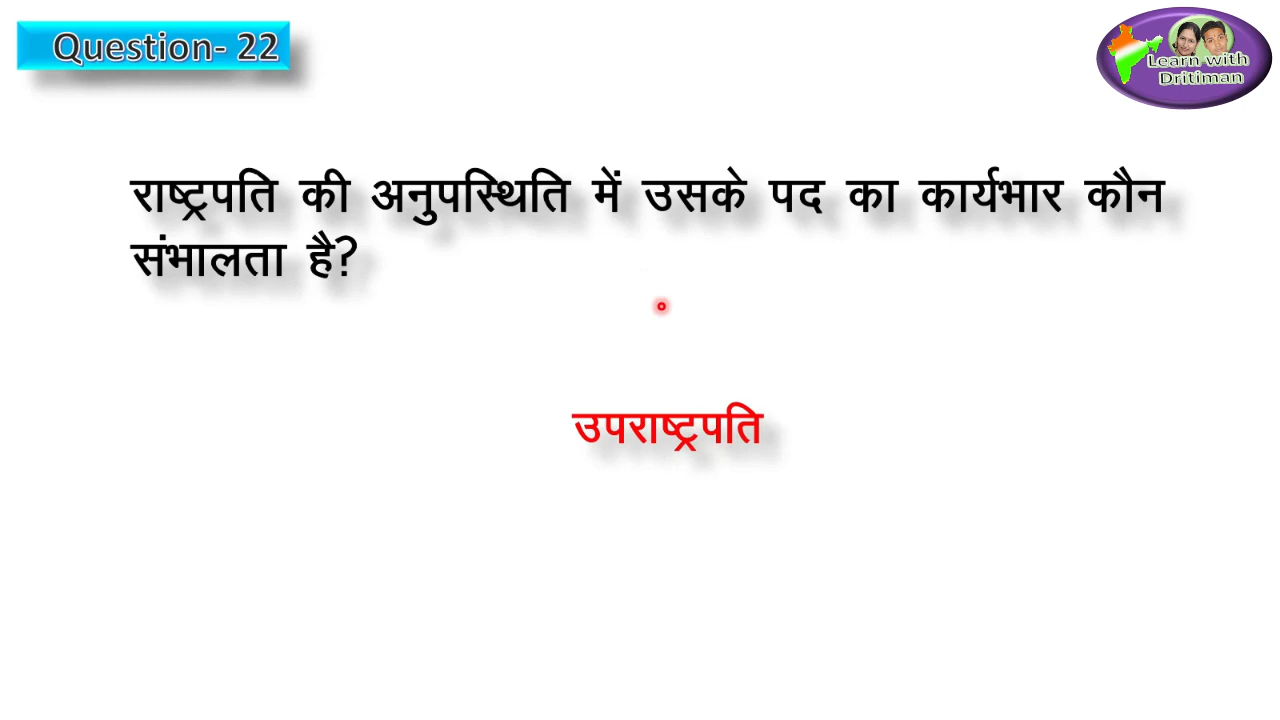 Question- 22
Learn with
Dritiman
राष्ट्रपति की अनुपस्थिति में उसके पद का कार्यभार कौन
संभालता है?
उपराष्ट्रपति